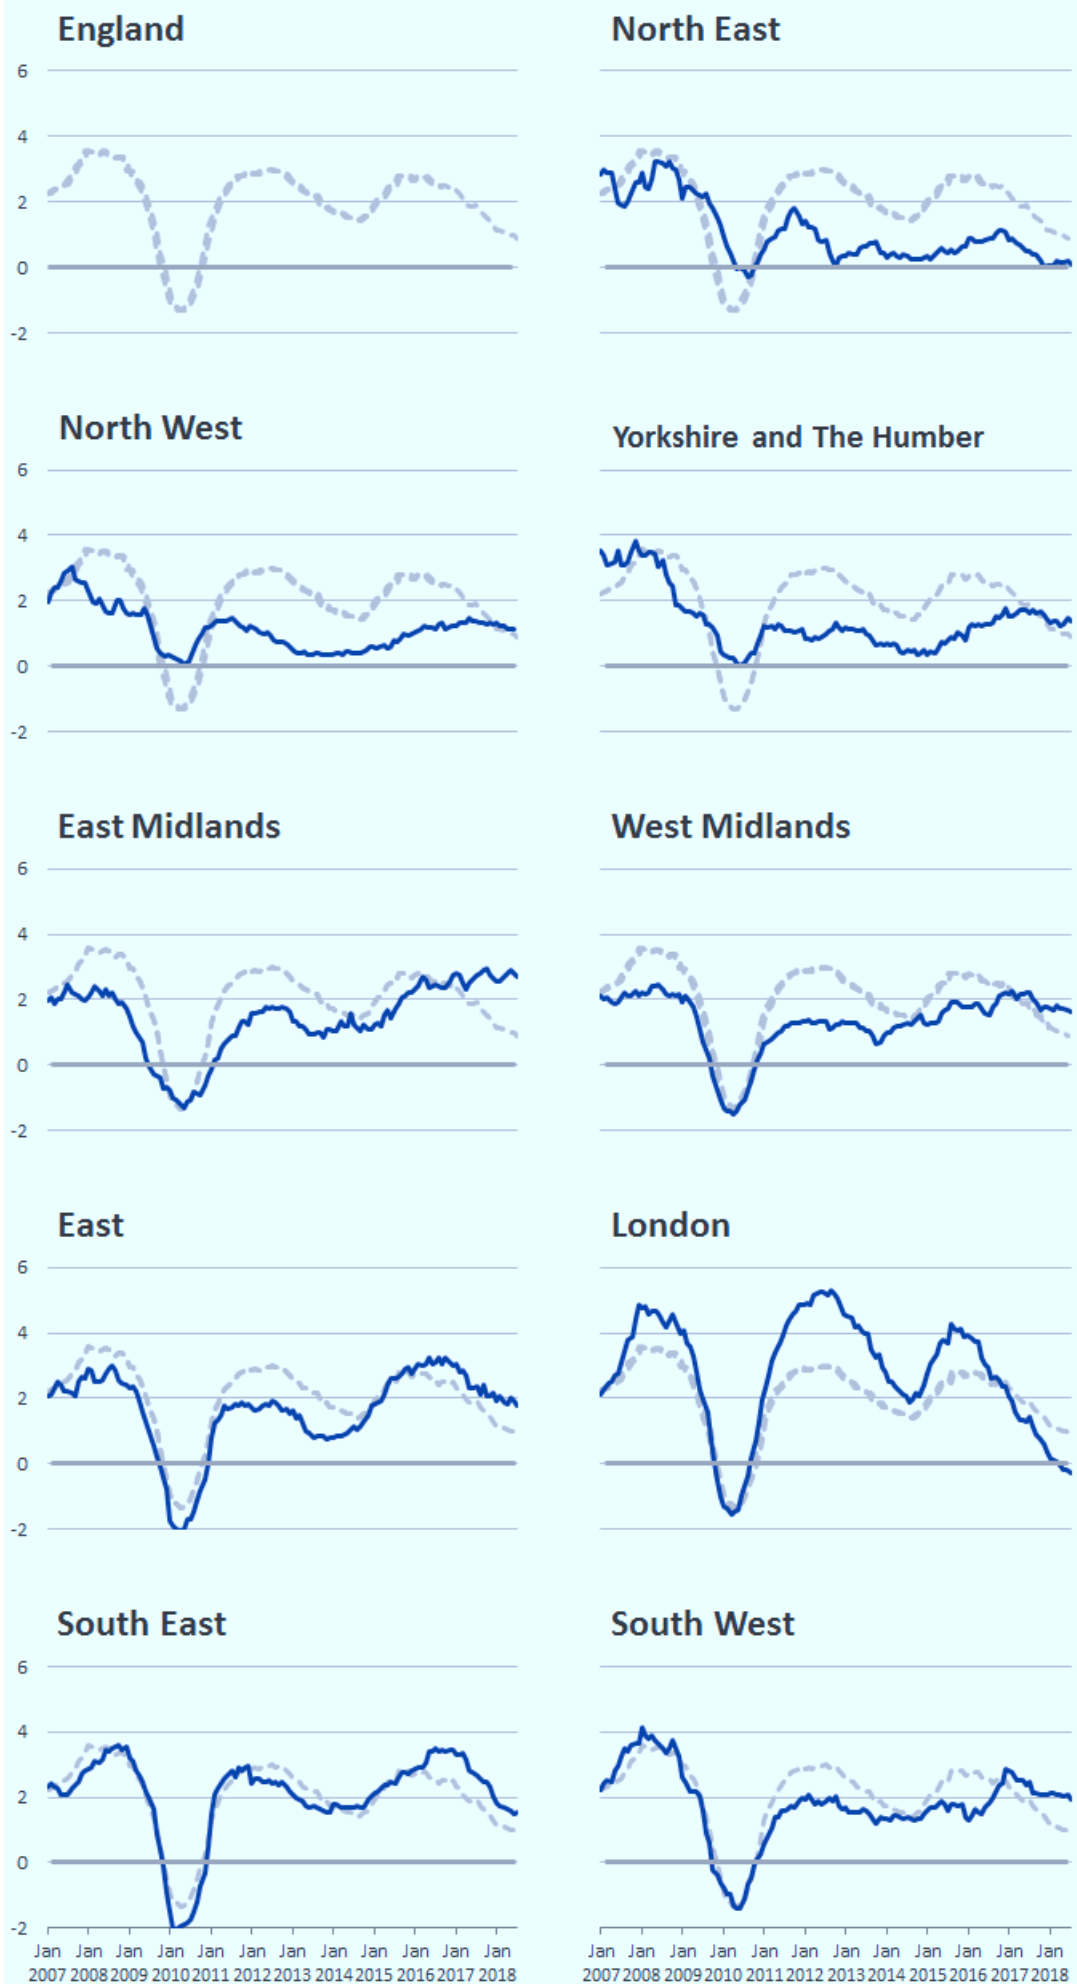 England
North East
6
4
2
0
-2
North West
Yorkshire and The Humber
6
4
2
0
-2
East Midlands
West Midlands
6
4
2
0
-2
East
London
6
4
2
0
-2
South East
South West
6
4
2
0
-2
Jan Jan Jan Jan Jan Jan Jan Jan Jan Jan Jan Jan
2007 2008 2009 2010 2011 2012 2013 2014 2015 2016 2017 2018
Jan Jan Jan Jan Jan Jan Jan Jan Jan Jan Jan Jan
2007 2008 2009 2010 2011 2012 2013 2014 2015 2016 2017 2018